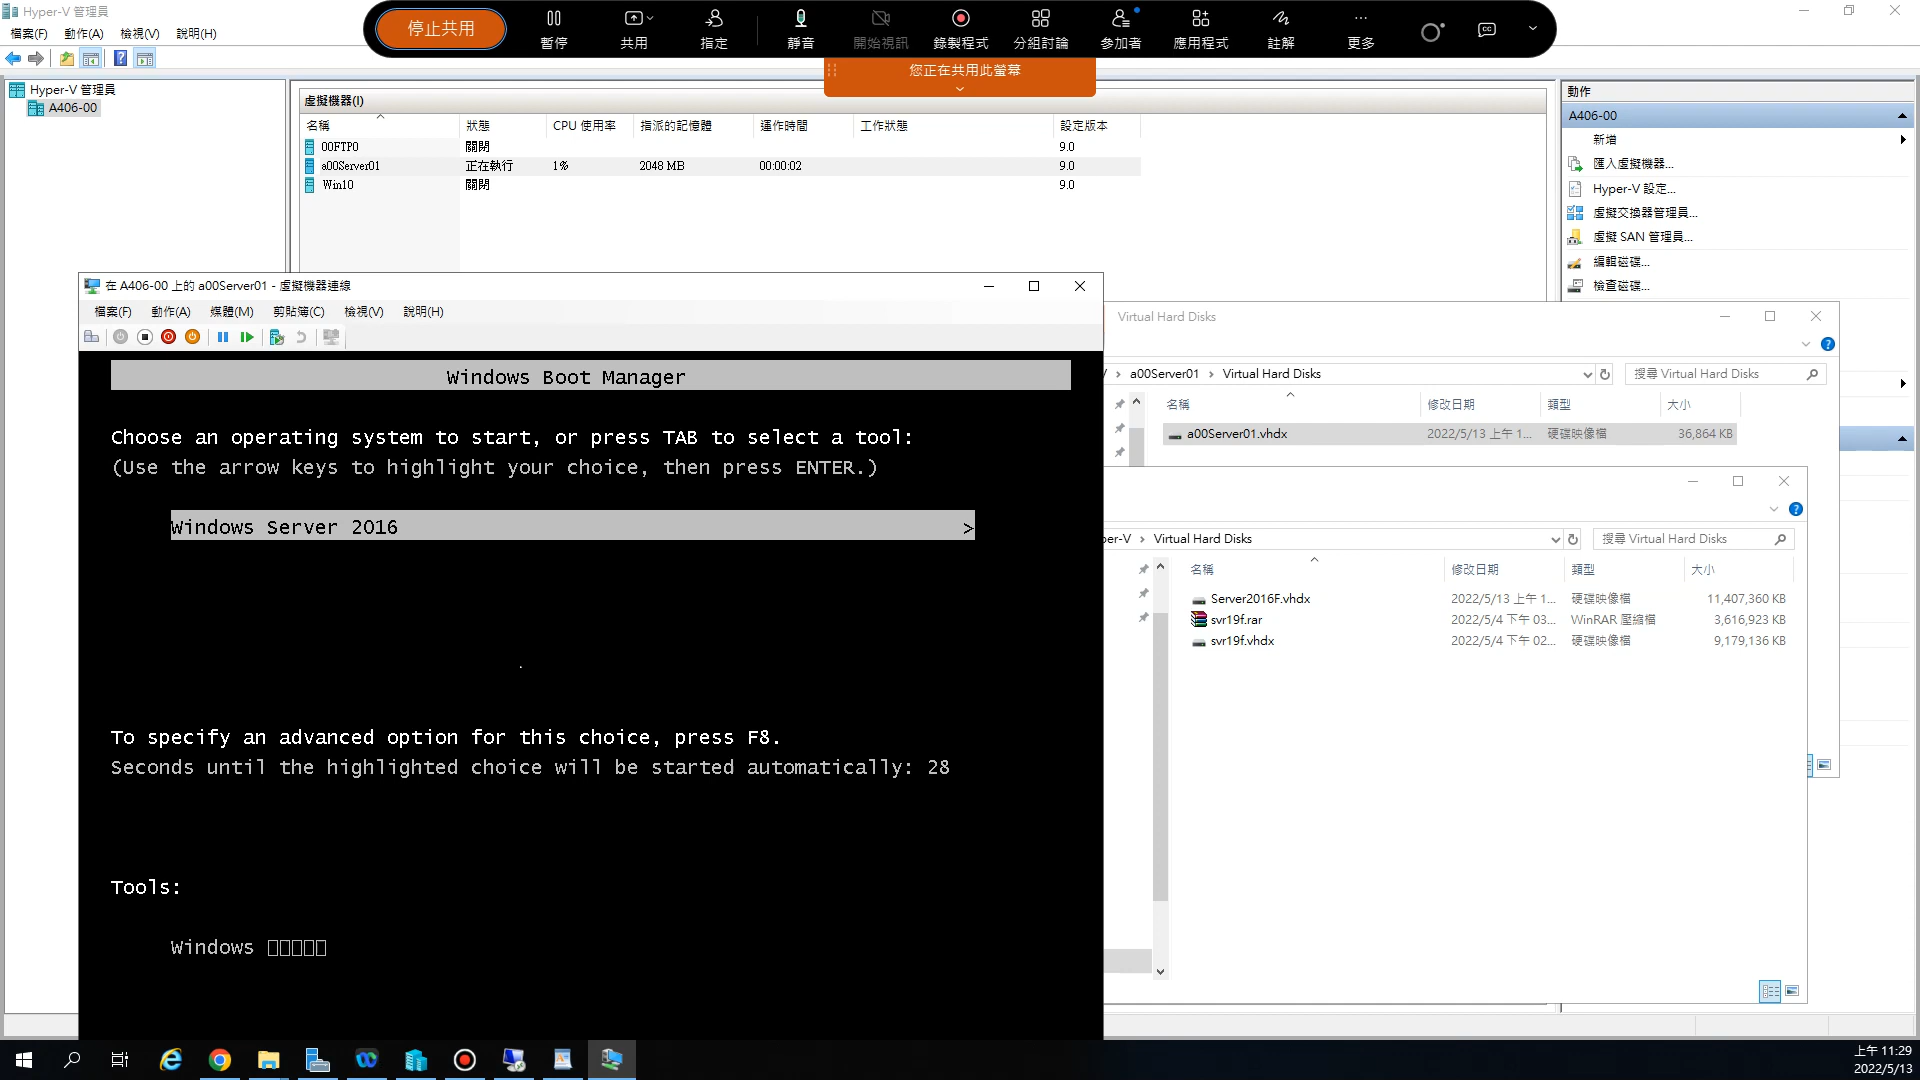 Hyper-V 管理員
檔案(F) 動作(A) 檢視(V) 說明(H)
停止共用
暫停
共用
指定
靜音
開始視訊
錄製程式
分組討論
參加者
應用程式
註解
更多
您正在共用此螢幕
Hyper-V 管理員
A406-00
虛擬機器(I)
名稱 狀態 CPU 使用率 指派的記憶體 運作時間 工作狀態 設定版本
00FTP0 關閉 9.0
a00Server01 正在執行 1% 2048 MB 00:00:02 9.0
Win10 關閉 9.0
動作
A406-00
新增
匯入虛擬機器...
Hyper-V 設定...
虛擬交換器管理員...
虛擬 SAN 管理員...
編輯磁碟...
檢查磁碟...
在 A406-00 上的 a00Server01 - 虛擬機器連線
檔案(F) 動作(A) 媒體(M) 剪貼簿(C) 檢視(V) 說明(H)
Windows Boot Manager
Choose an operating system to start, or press TAB to select a tool:
(Use the arrow keys to highlight your choice, then press ENTER.)
Windows Server 2016 >
To specify an advanced option for this choice, press F8.
Seconds until the highlighted choice will be started automatically: 28
Tools:
Windows □□□□□
Virtual Hard Disks
a00Server01 › Virtual Hard Disks
搜尋 Virtual Hard Disks
名稱 修改日期 類型 大小
a00Server01.vhdx 2022/5/13 上午 1... 硬碟映像檔 36,864 KB
er-V › Virtual Hard Disks
搜尋 Virtual Hard Disks
名稱 修改日期 類型 大小
Server2016F.vhdx 2022/5/13 上午 1... 硬碟映像檔 11,407,360 KB
svr19f.rar 2022/5/4 下午 03... WinRAR 壓縮檔 3,616,923 KB
svr19f.vhdx 2022/5/4 下午 02... 硬碟映像檔 9,179,136 KB
上午 11:29
2022/5/13